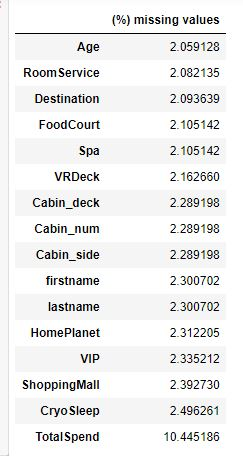 (%) missing values
Age 2.059128
RoomService 2.082135
Destination 2.093639
FoodCourt 2.105142
Spa 2.105142
VRDeck 2.162660
Cabin_deck 2.289198
Cabin_num 2.289198
Cabin_side 2.289198
firstname 2.300702
lastname 2.300702
HomePlanet 2.312205
VIP 2.335212
ShoppingMall 2.392730
CryoSleep 2.496261
TotalSpend 10.445186